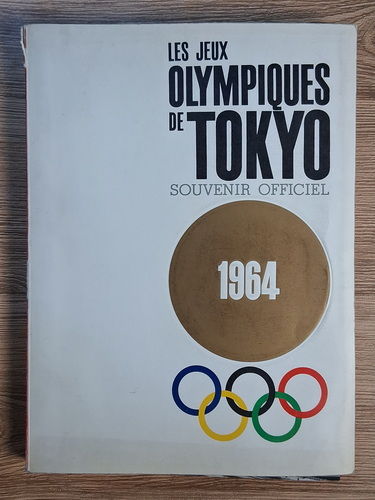 LES JEUX
OLYMPIQUES
DE TOKYO
SOUVENIR OFFICIEL
1964